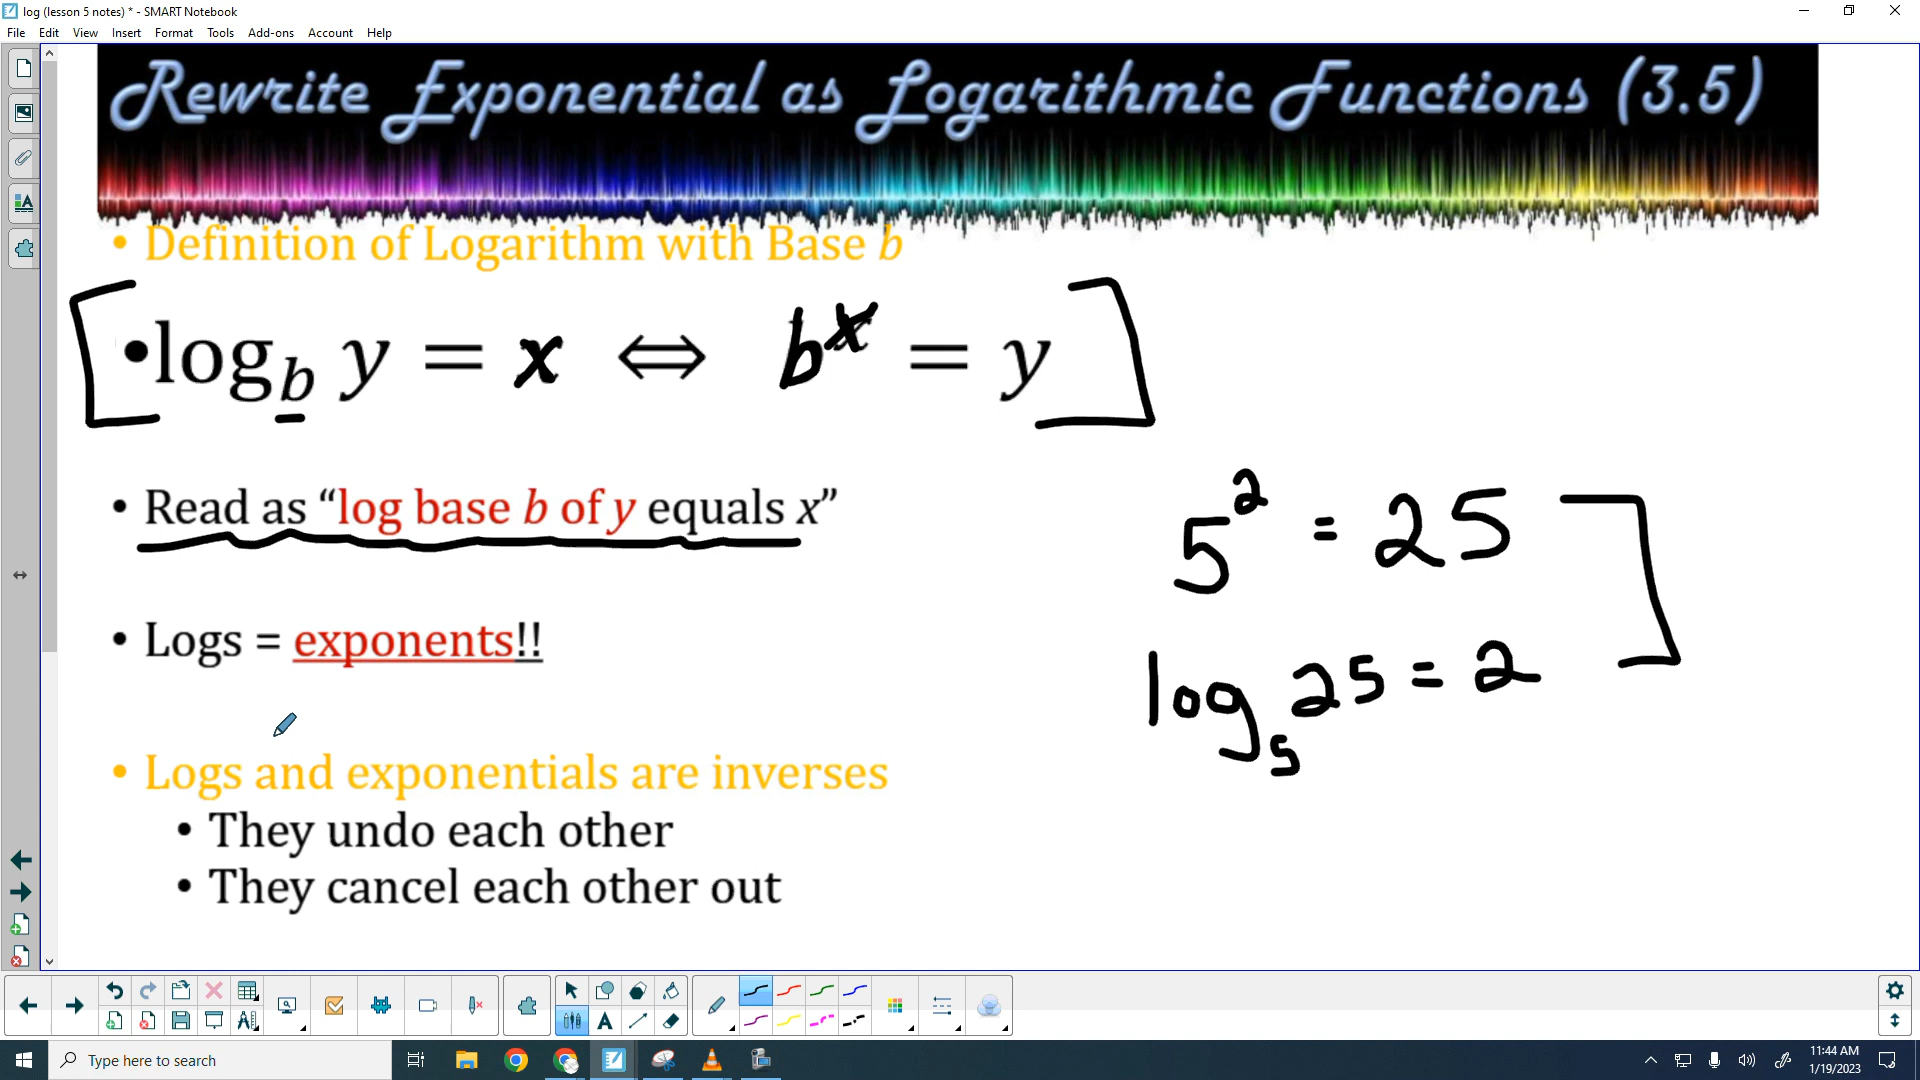 log (lesson 5 notes) * - SMART Notebook
File Edit View Insert Format Tools Add-ons Account Help
Rewrite Exponential as Logarithmic Functions (3.5)
• Definition of Logarithm with Base b
•log_b y = x ⇔ b^x = y
• Read as “log base b of y equals x”
5^2 = 25
• Logs = exponents!!
log_5 25 = 2
• Logs and exponentials are inverses
• They undo each other
• They cancel each other out
Type here to search
11:44 AM
1/19/2023